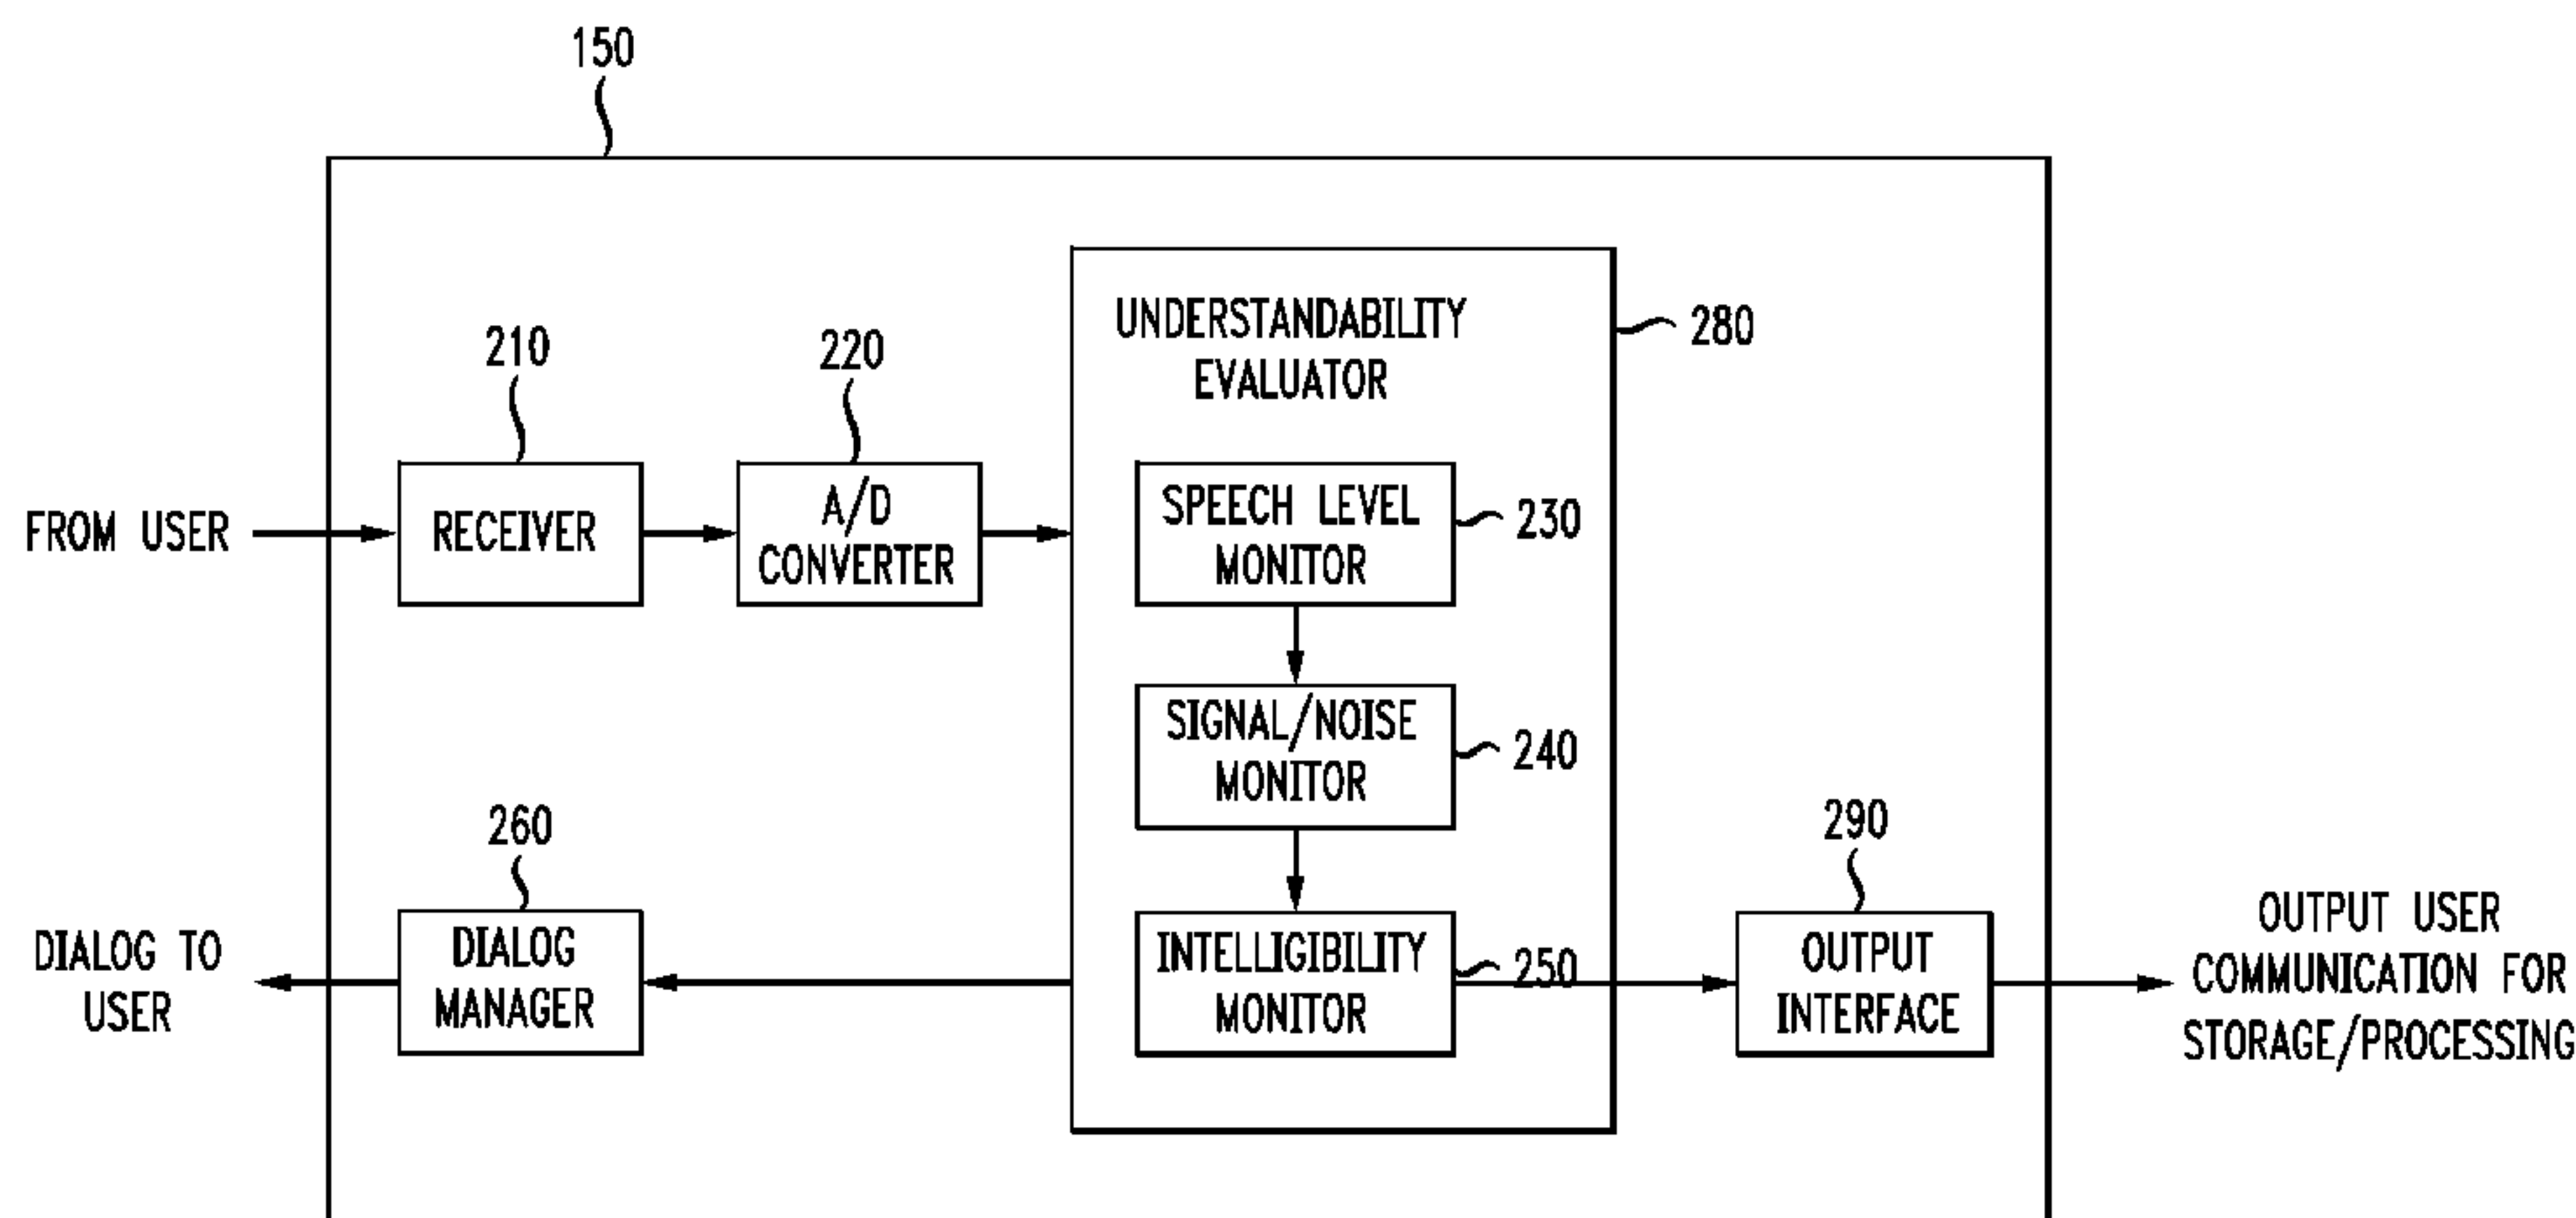 150
UNDERSTANDABILITY
EVALUATOR
280
210
220
FROM USER
RECEIVER
A/D
CONVERTER
SPEECH LEVEL
MONITOR
230
SIGNAL/NOISE
MONITOR
240
260
290
DIALOG TO
USER
DIALOG
MANAGER
INTELLIGIBILITY
MONITOR
250
OUTPUT
INTERFACE
OUTPUT USER
COMMUNICATION FOR
STORAGE/PROCESSING